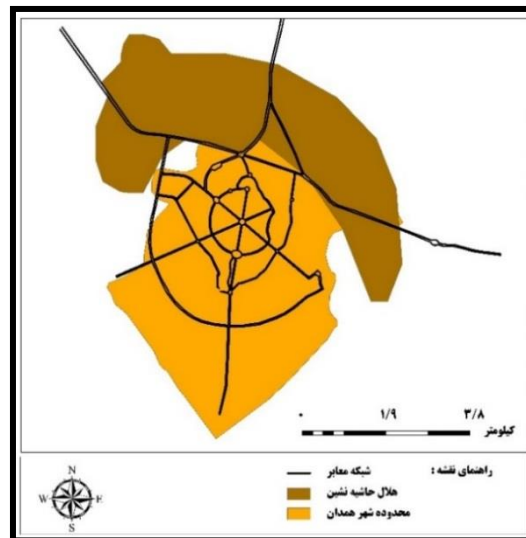 ۰ ۱/۹ ۳/۸
کیلومتر
راهنمای نقشه :
شبکه معابر
هلال حاشیه نشین
محدوده شهر همدان
N
W E
S